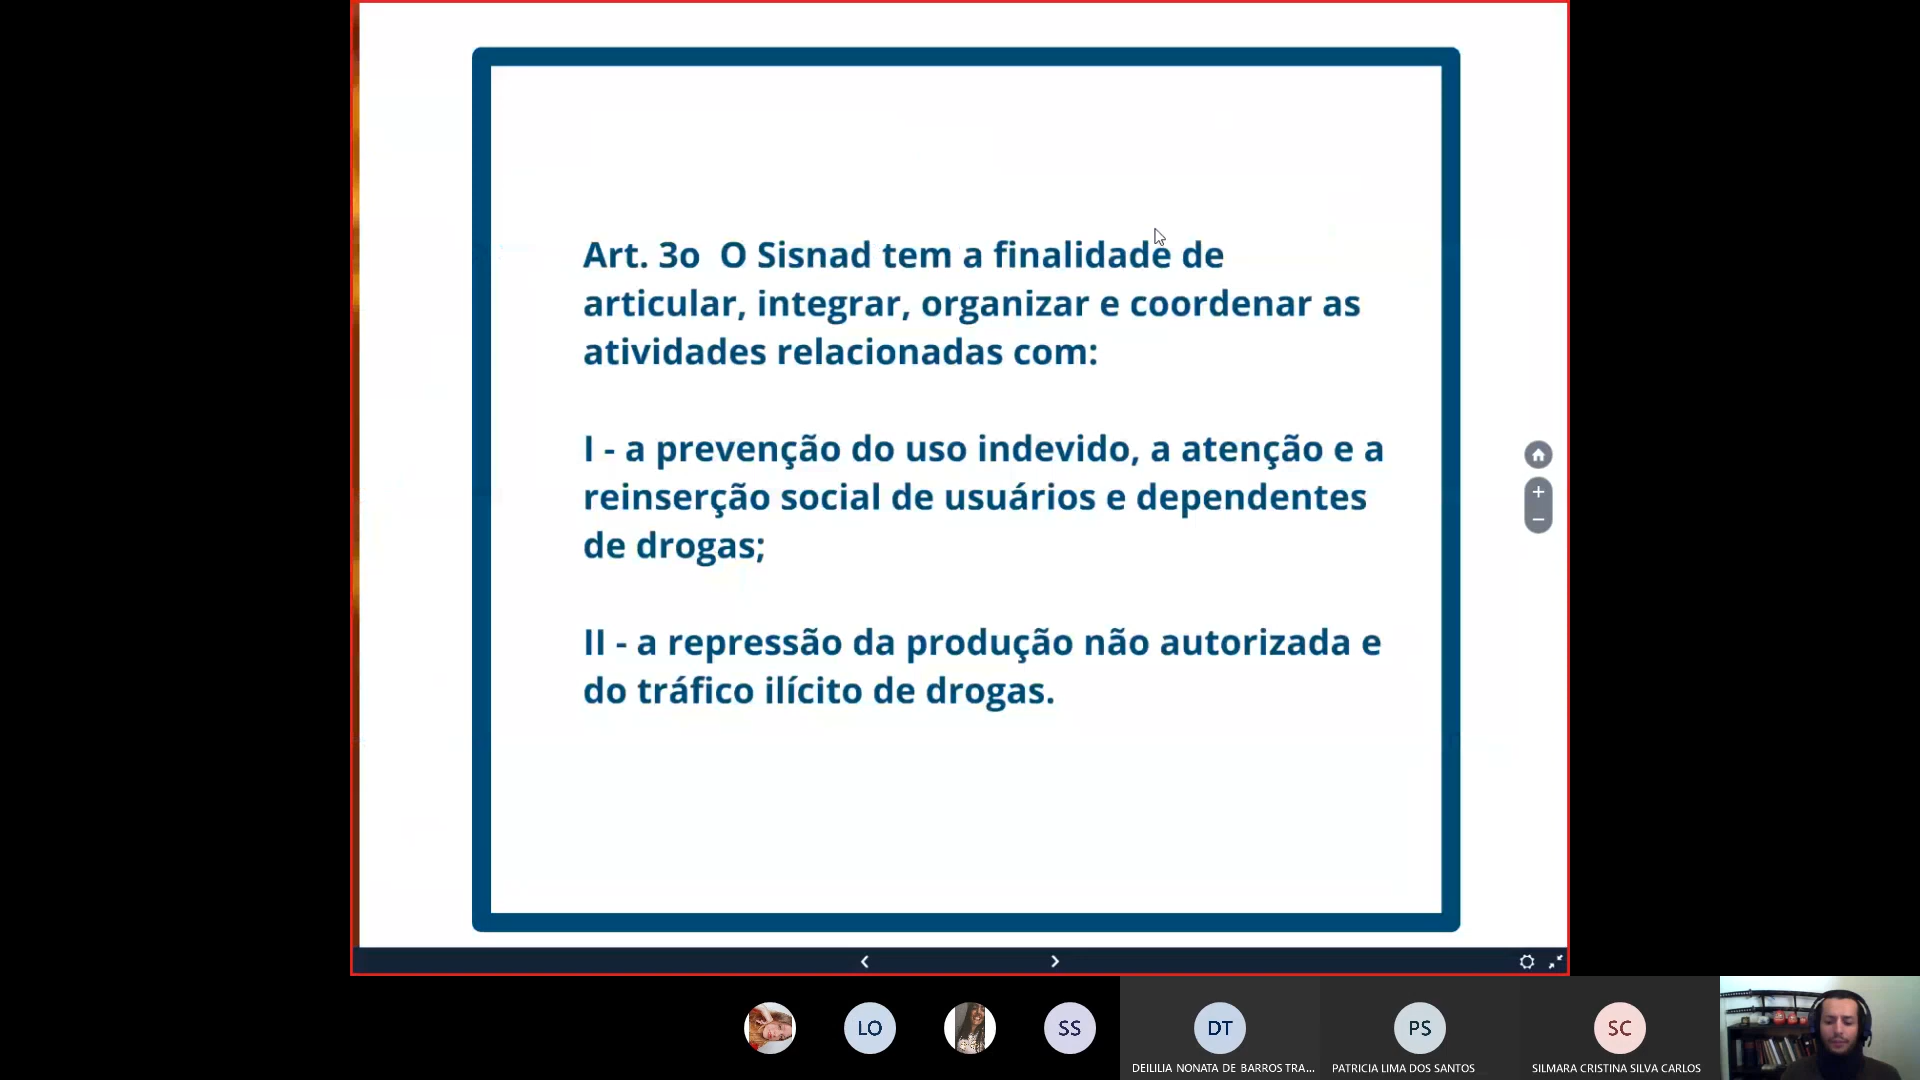 Art. 3o  O Sisnad tem a finalidade de
articular, integrar, organizar e coordenar as
atividades relacionadas com:
I - a prevenção do uso indevido, a atenção e a
reinserção social de usuários e dependentes
de drogas;
II - a repressão da produção não autorizada e
do tráfico ilícito de drogas.
LO
SS
DT
PS
SC
DEILILIA NONATA DE BARROS TRA...
PATRICIA LIMA DOS SANTOS
SILMARA CRISTINA SILVA CARLOS